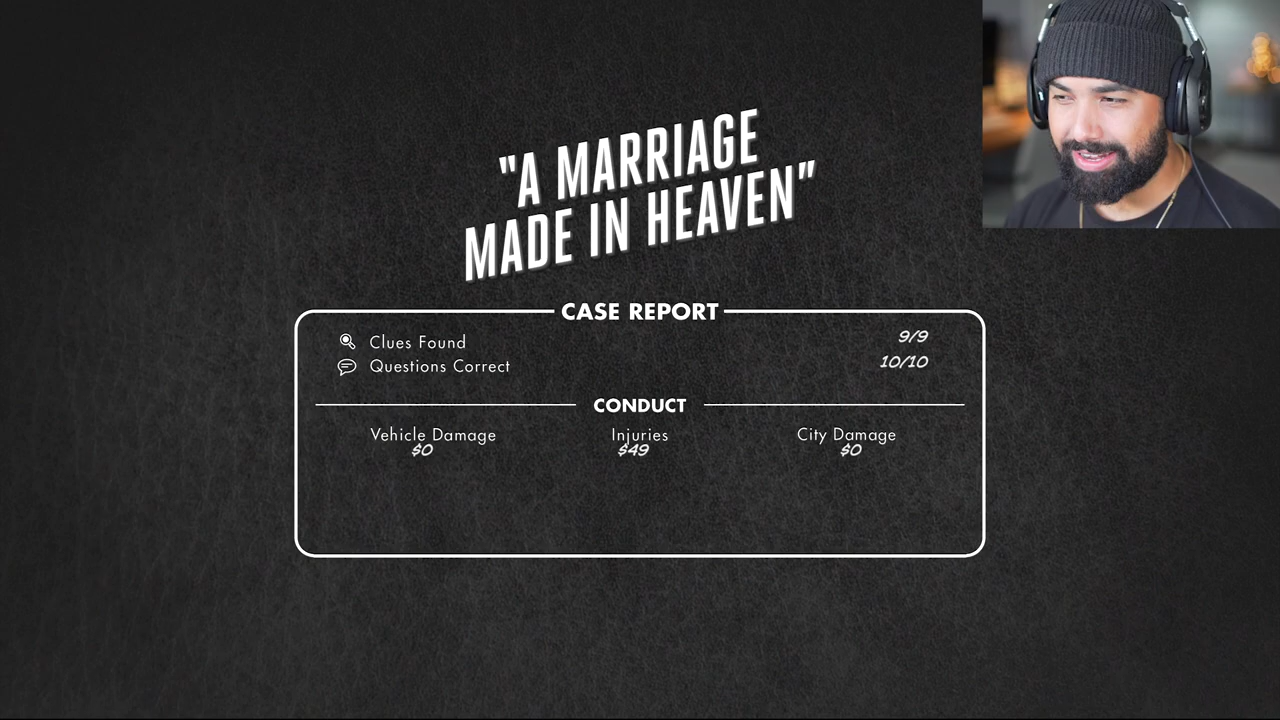 "A MARRIAGE
MADE IN HEAVEN"
CASE REPORT
Clues Found 9/9
Questions Correct 10/10
CONDUCT
Vehicle Damage Injuries City Damage
$0 $49 $0